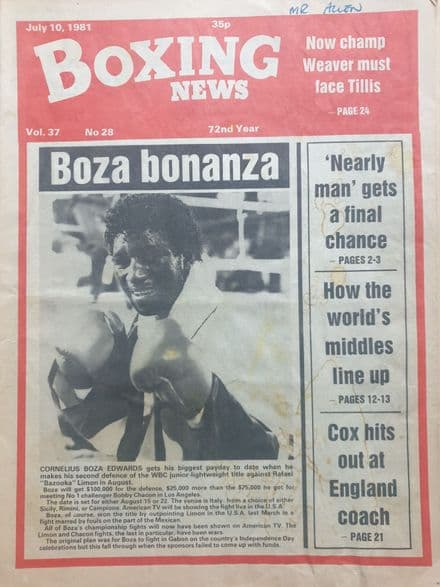 MR ALLEN
July 10, 1981
35p
BOXING
NEWS
Now champ
Weaver must
face Tillis
– PAGE 24
Vol. 37 No 28 72nd Year
Boza bonanza
CORNELIUS BOZA EDWARDS gets his biggest payday to date when he
makes his second defence of the WBC junior-lightweight title against Rafael
"Bazooka" Limon in August.
Boza will get $100,000 for the defence, $25,000 more than the $75,000 he got for
meeting No 1 challenger Bobby Chacon in Los Angeles.
The date is set for either August 15 or 22. The venue is Italy, from a choice of either
Sicily, Rimini, or Campione. American TV will be showing the fight live in the U.S.A.
Boza, of course, won the title by outpointing Limon in the U.S.A. last March in a
fight marred by fouls on the part of the Mexican.
All of Boza's championship fights will now have been shown on American TV. The
Limon and Chacon fights, the last in particular, have been wars.
The original plan was for Boza to fight in Gabon on the country's Independence Day
celebrations but this fell through when the sponsors failed to come up with funds.
'Nearly
man' gets
a final
chance
– PAGES 2-3
How the
world's
middles
line up
– PAGES 12-13
Cox hits
out at
England
coach
– PAGE 21